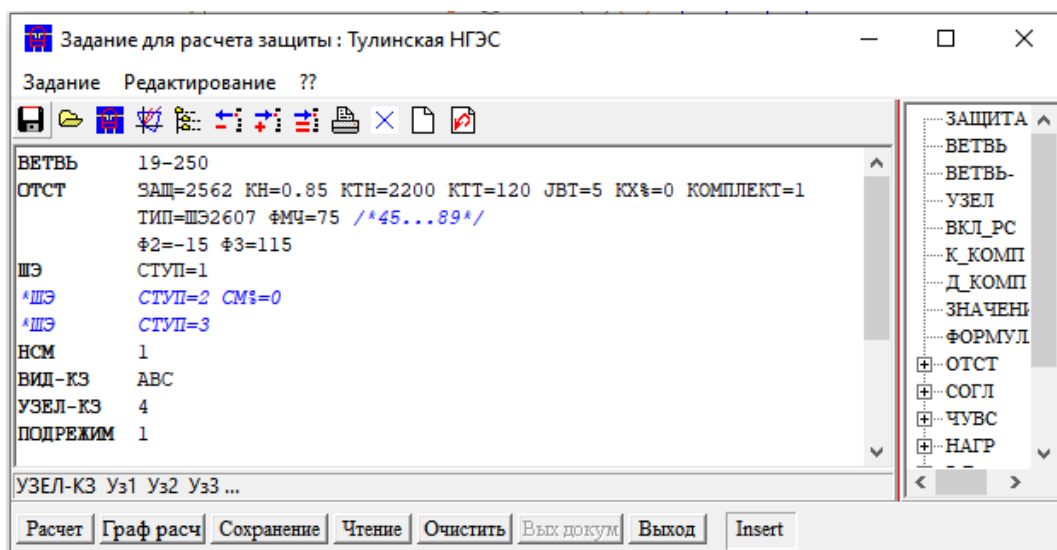 Задание для расчета защиты : Тулинская НГЭС
Задание Редактирование ??
ВЕТВЬ 19-250
ОТСТ ЗАЩ=2562 КН=0.85 КТН=2200 КТТ=120 JВТ=5 КХ%=0 КОМПЛЕКТ=1
ТИП=ШЭ2607 ФМЧ=75 /*45...89*/
Ф2=-15 Ф3=115
ШЭ СТУП=1
*ШЭ СТУП=2 СМ%=0
*ШЭ СТУП=3
НСМ 1
ВИД-КЗ АВС
УЗЕЛ-КЗ 4
ПОДРЕЖИМ 1
ЗАЩИТА
ВЕТВЬ
ВЕТВЬ-
УЗЕЛ
ВКЛ_РС
К_КОМП
Д_КОМП
ЗНАЧЕНИ
ФОРМУЛ
ОТСТ
СОГЛ
ЧУВС
НАГР
УЗЕЛ-КЗ Уз1 Уз2 Уз3 ...
Расчет Граф расч Сохранение Чтение Очистить Вых докум Выход Insert